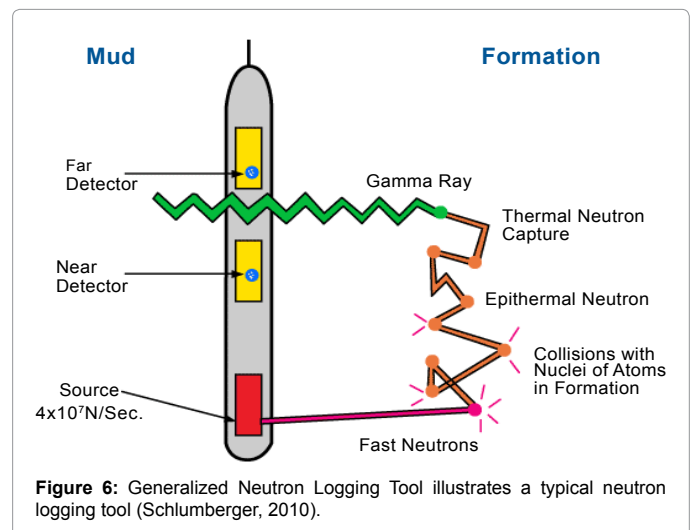 Mud
Formation
Far
Detector
Gamma Ray
Thermal Neutron
Capture
Near
Detector
Epithermal Neutron
Collisions with
Nuclei of Atoms
in Formation
Source
4x10⁷N/Sec.
Fast Neutrons
Figure 6: Generalized Neutron Logging Tool illustrates a typical neutron
logging tool (Schlumberger, 2010).